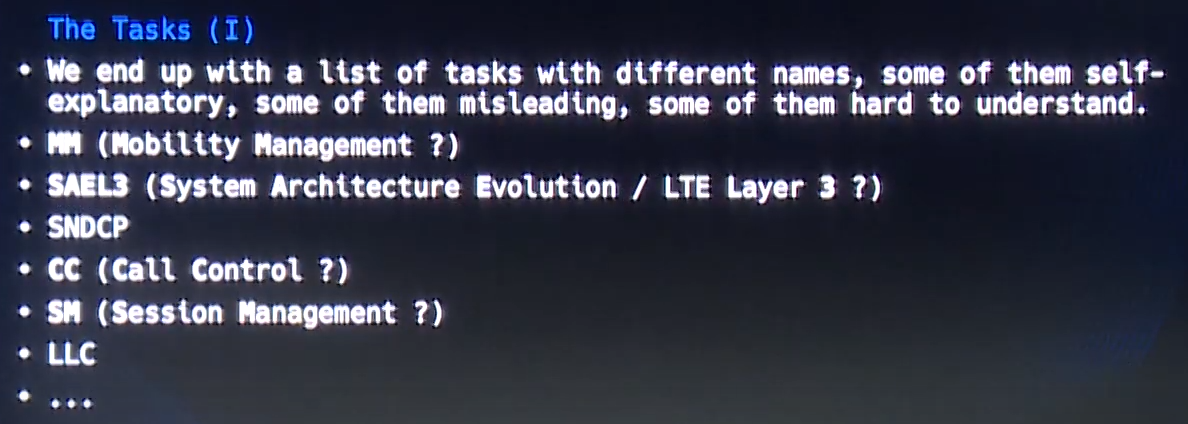 The Tasks (I)
• We end up with a list of tasks with different names, some of them self-
explanatory, some of them misleading, some of them hard to understand.
• MM (Mobility Management ?)
• SAEL3 (System Architecture Evolution / LTE Layer 3 ?)
• SNDCP
• CC (Call Control ?)
• SM (Session Management ?)
• LLC
• ...